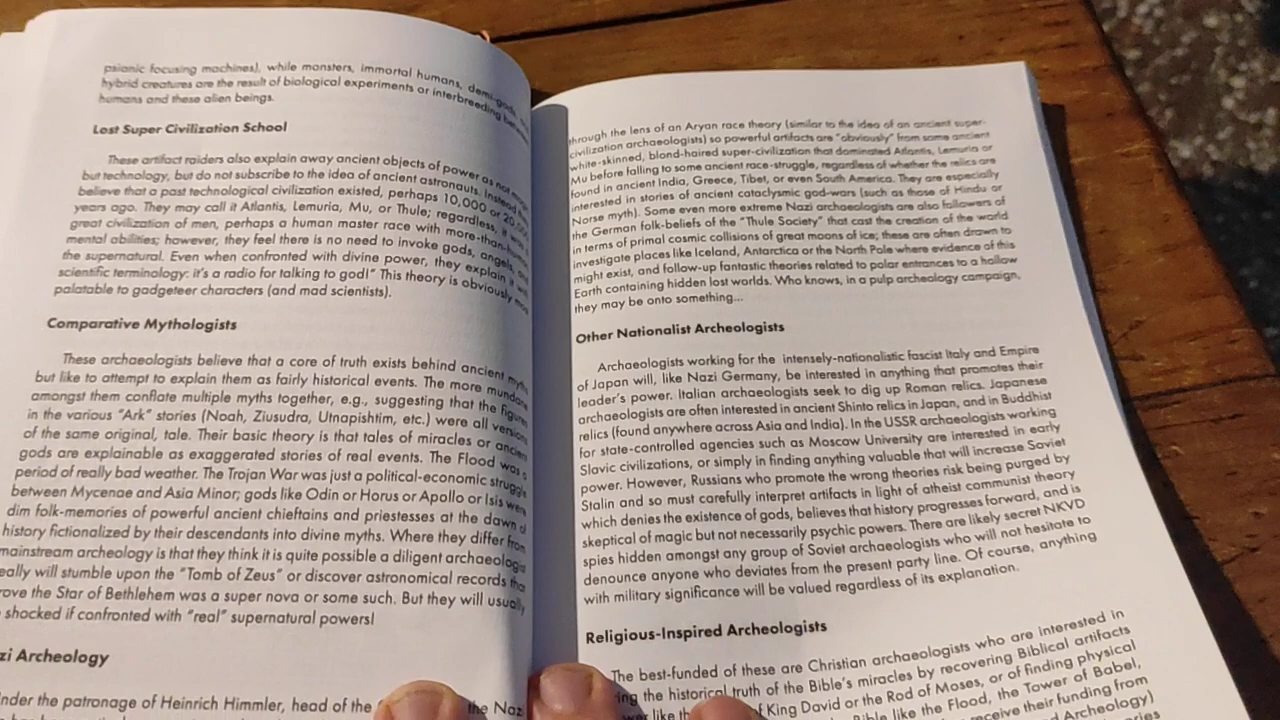 psionic focusing machines), while monsters, immortal humans, demi-gods,
hybrid creatures are the result of biological experiments or interbreeding between
humans and these alien beings.
Lost Super Civilization School
These artifact raiders also explain away ancient objects of power as not
but technology, but do not subscribe to the idea of ancient astronauts. Instead
believe that a past technological civilization existed, perhaps 10,000 or
years ago. They may call it Atlantis, Lemuria, Mu, or Thule; regardless, it was
great civilization of men, perhaps a human master race with more-than-human
mental abilities; however, they feel there is no need to invoke gods, angels, and
the supernatural. Even when confronted with divine power, they explain it with
scientific terminology: it's a radio for talking to god!" This theory is obviously most
palatable to gadgeteer characters (and mad scientists).
Comparative Mythologists
These archaeologists believe that a core of truth exists behind ancient myths
but like to attempt to explain them as fairly historical events. The more mundane
amongst them conflate multiple myths together, e.g., suggesting that the figures
in the various "Ark" stories (Noah, Ziusudra, Utnapishtim, etc.) were all versions
of the same original, tale. Their basic theory is that tales of miracles or ancient
gods are explainable as exaggerated stories of real events. The Flood was a
period of really bad weather. The Trojan War was just a political-economic struggle
between Mycenae and Asia Minor; gods like Odin or Horus or Apollo or Isis were
dim folk-memories of powerful ancient chieftains and priestesses at the dawn of
history fictionalized by their descendants into divine myths. Where they differ from
mainstream archeology is that they think it is quite possible a diligent archaeologist
eally will stumble upon the "Tomb of Zeus" or discover astronomical records that
rove the Star of Bethlehem was a super nova or some such. But they will usually
shocked if confronted with "real" supernatural powers!
zi Archeology
nder the patronage of Heinrich Himmler, head of the the Naz
through the lens of an Aryan race theory (similar to the idea of an ancient super-
civilization archaeologists) so powerful artifacts are "obviously" from some ancient
white-skinned, blond-haired super-civilization that dominated Atlantis, Lemuria or
Mu before falling to some ancient race-struggle, regardless of whether the relics are
found in ancient India, Greece, Tibet, or even South America. They are especially
interested in stories of ancient cataclysmic god-wars (such as those of Hindu or
Norse myth). Some even more extreme Nazi archaeologists are also followers of
the German folk-beliefs of the "Thule Society" that cast the creation of the world
in terms of primal cosmic collisions of great moons of ice; these are often drawn to
investigate places like Iceland, Antarctica or the North Pole where evidence of this
might exist, and follow-up fantastic theories related to polar entrances to a hollow
Earth containing hidden lost worlds. Who knows, in a pulp archeology campaign,
they may be onto something...
Other Nationalist Archeologists
Archaeologists working for the intensely-nationalistic fascist Italy and Empire
of Japan will, like Nazi Germany, be interested in anything that promotes their
leader's power. Italian archaeologists seek to dig up Roman relics. Japanese
archaeologists are often interested in ancient Shinto relics in Japan, and in Buddhist
relics (found anywhere across Asia and India). In the USSR archaeologists working
for state-controlled agencies such as Moscow University are interested in early
Slavic civilizations, or simply in finding anything valuable that will increase Soviet
power. However, Russians who promote the wrong theories risk being purged by
Stalin and so must carefully interpret artifacts in light of atheist communist theory
which denies the existence of gods, believes that history progresses forward, and is
skeptical of magic but not necessarily psychic powers. There are likely secret NKVD
spies hidden amongst any group of Soviet archaeologists who will not hesitate to
denounce anyone who deviates from the present party line. Of course, anything
with military significance will be valued regardless of its explanation.
Religious-Inspired Archeologists
The best-funded of these are Christian archaeologists who are interested in
ing the historical truth of the Bible's miracles by recovering Biblical artifacts
wer like th of King David or the Rod of Moses, or of finding physical
Bible like the Flood, the Tower of Babel,
receive their funding from
Archeology)